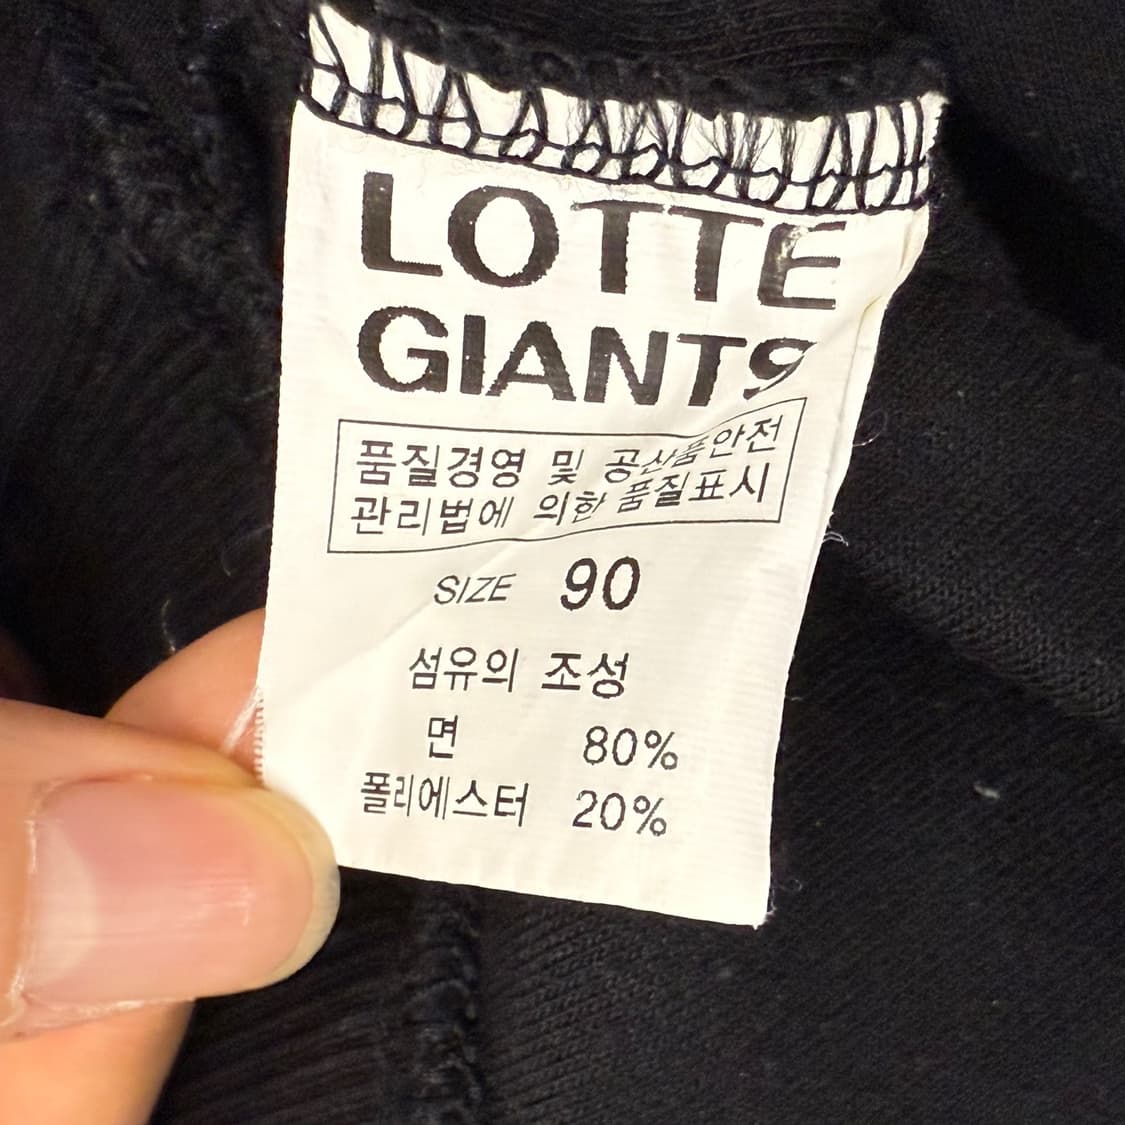 LOTTE
GIANTS
품질경영 및 공산품안전
관리법에 의한 품질표시
SIZE 90
섬유의 조성
면 80%
폴리에스터 20%